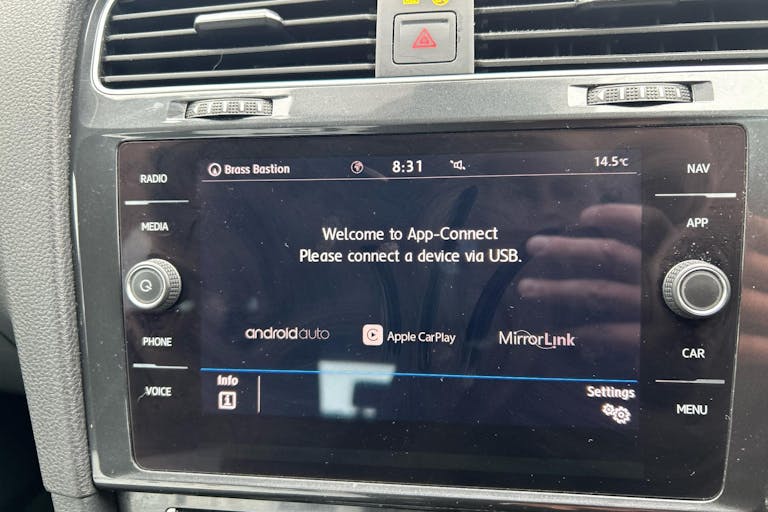 Brass Bastion
8:31
14.5°C
RADIO
NAV
MEDIA
APP
Welcome to App-Connect
Please connect a device via USB.
androidauto
Apple CarPlay
MirrorLink
PHONE
CAR
VOICE
Info
Settings
MENU